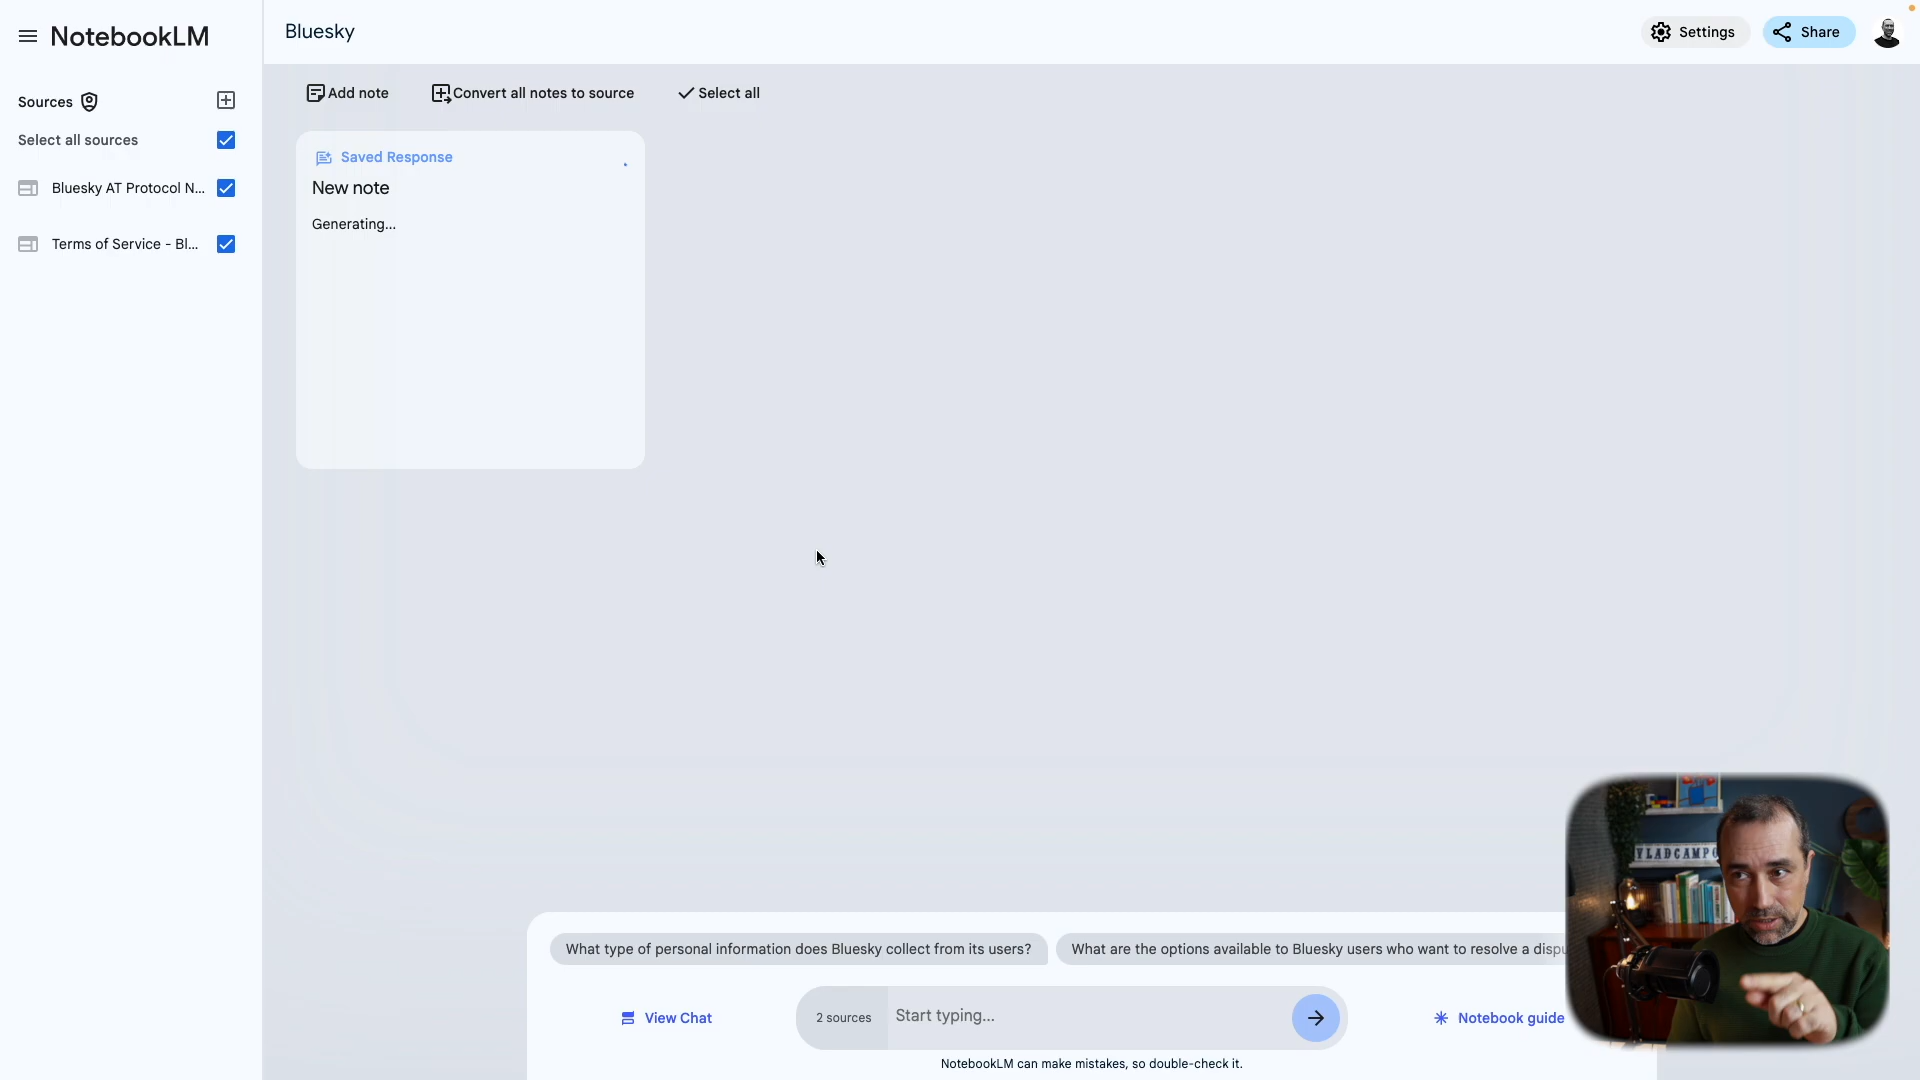 NotebookLM
Bluesky
Settings
Share
Sources
Select all sources
Bluesky AT Protocol N...
Terms of Service - Bl...
Add note
Convert all notes to source
Select all
Saved Response
New note
Generating...
What type of personal information does Bluesky collect from its users?
What are the options available to Bluesky users who want to resolve a dispu
View Chat
2 sources
Start typing...
Notebook guide
NotebookLM can make mistakes, so double-check it.
VLADCAMPO